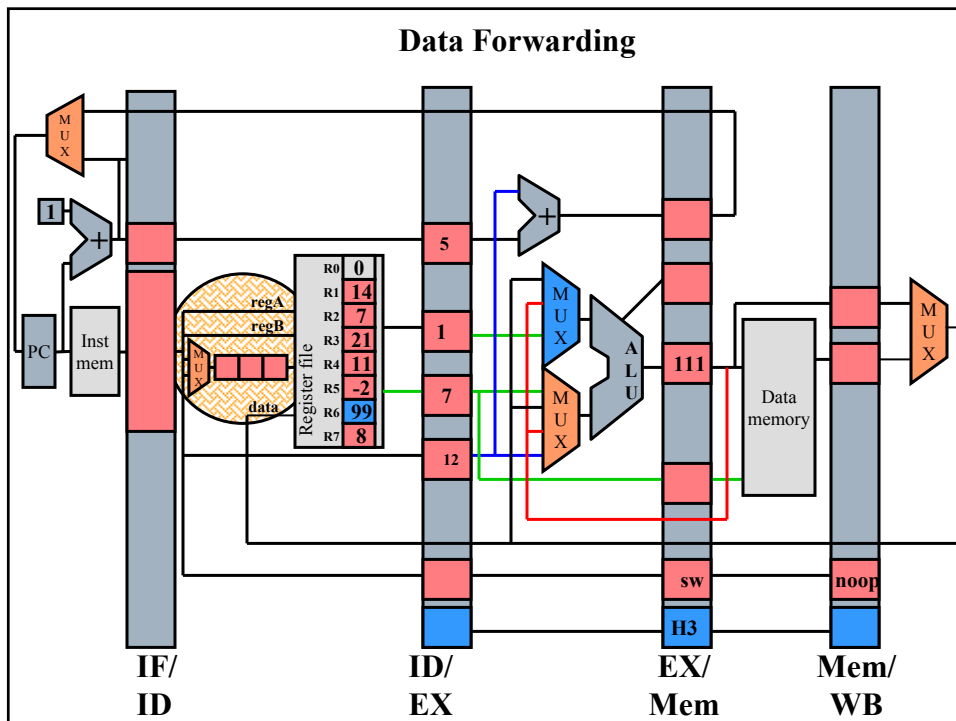 Data Forwarding
M
U
X
1
+
+
5
PC
Inst
mem
regA
regB
M
U
X
data
Register file
R0 0
R1 14
R2 7
R3 21
R4 11
R5 -2
R6 99
R7 8
1
7
12
M
U
X
M
U
X
A
L
U
111
Data
memory
M
U
X
sw
noop
H3
IF/
ID
ID/
EX
EX/
Mem
Mem/
WB